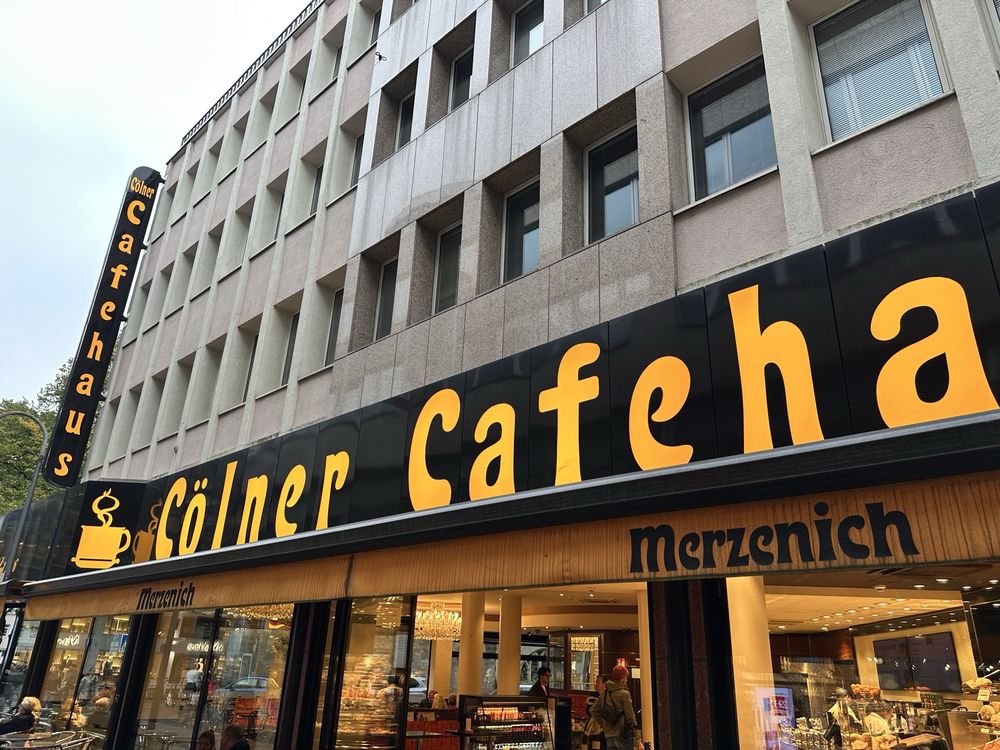 Cölner
Cafehaus
Cölner Cafeha
Merzenich
Merzenich